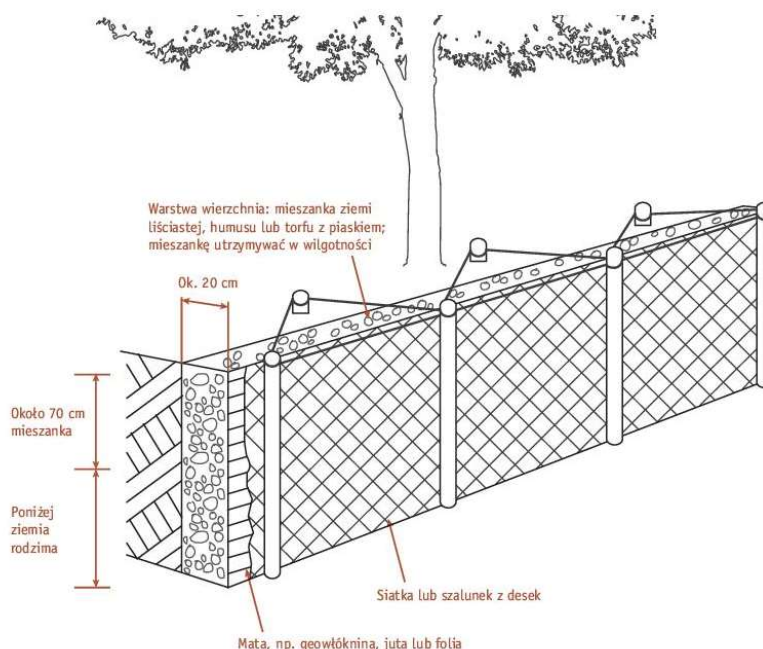 Warstwa wierzchnia: mieszanka ziemi
liściastej, humusu lub torfu z piaskiem;
mieszankę utrzymywać w wilgotności
Ok. 20 cm
Około 70 cm
mieszanka
Poniżej
ziemia
rodzima
Siatka lub szalunek z desek
Mata, np. geowłóknina, juta lub folia